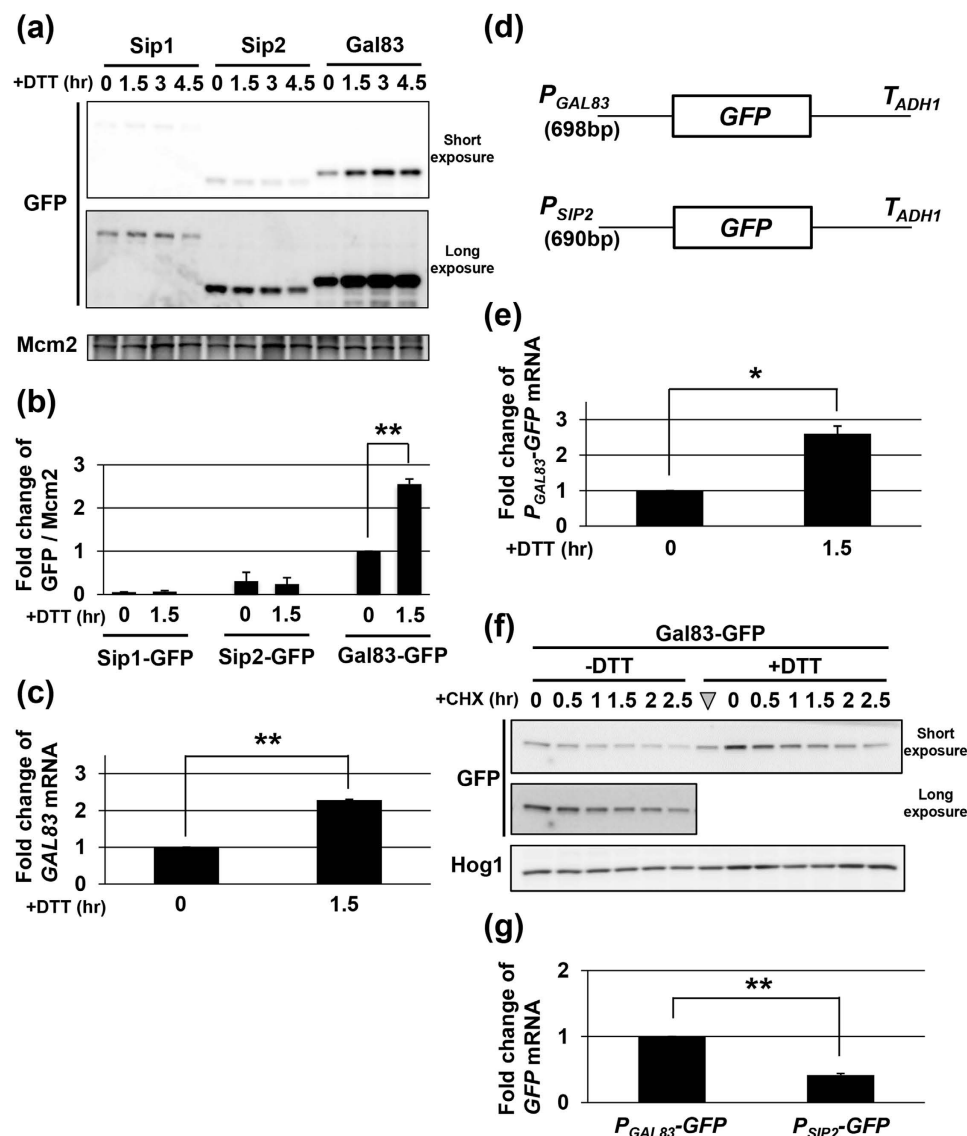 (a)
Sip1 Sip2 Gal83
+DTT (hr) 0 1.5 3 4.5 0 1.5 3 4.5 0 1.5 3 4.5
GFP
Short
exposure
Long
exposure
Mcm2
(b)
Fold change of
GFP / Mcm2
3
2
1
0
**
+DTT (hr) 0 1.5 0 1.5 0 1.5
Sip1-GFP Sip2-GFP Gal83-GFP
(c)
Fold change of
GAL83 mRNA
3
2
1
0
**
0 1.5
+DTT (hr)
(d)
PGAL83 GFP TADH1
(698bp)
PSIP2 GFP TADH1
(690bp)
(e)
Fold change of
PGAL83-GFP mRNA
3
2
1
0
*
+DTT (hr) 0 1.5
(f)
Gal83-GFP
-DTT +DTT
+CHX (hr) 0 0.5 1 1.5 2 2.5 0 0.5 1 1.5 2 2.5
GFP
Short
exposure
Long
exposure
Hog1
(g)
Fold change of
GFP mRNA
2
1
0
**
PGAL83-GFP PSIP2-GFP